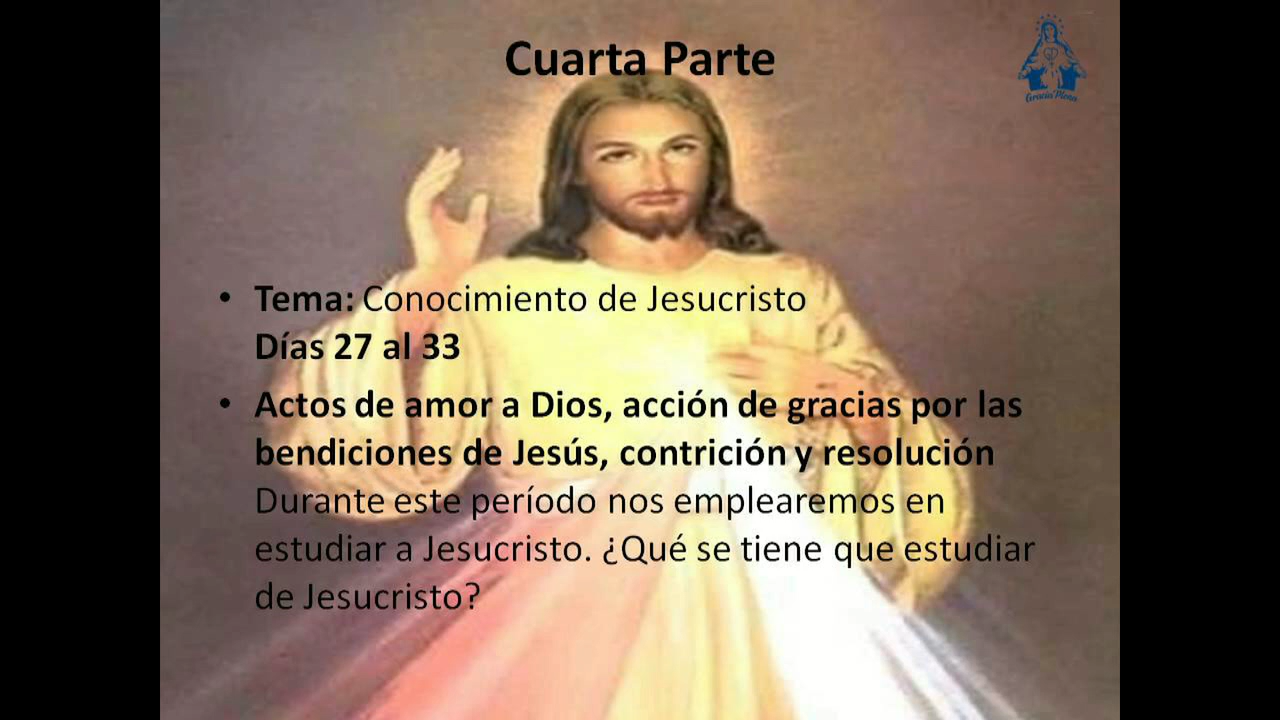 Cuarta Parte
Gracia Plena
• Tema: Conocimiento de Jesucristo
Días 27 al 33
• Actos de amor a Dios, acción de gracias por las
bendiciones de Jesús, contrición y resolución
Durante este período nos emplearemos en
estudiar a Jesucristo. ¿Qué se tiene que estudiar
de Jesucristo?